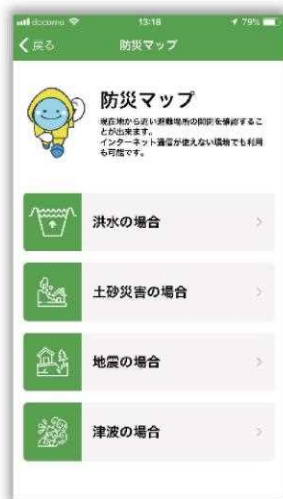 docomo 13:18 79%
戻る 防災マップ
防災マップ
現在地から近い避難場所の開閉を確認するこ
とが出来ます。
インターネット通信が使えない環境でも利用
も可能です。
洪水の場合
土砂災害の場合
地震の場合
津波の場合